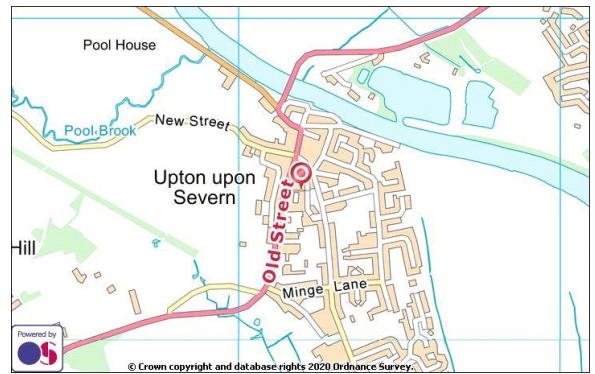 Pool House
Pool Brook
New Street
Upton upon
Severn
Old Street
Hill
Minge Lane
Powered by
OS
© Crown copyright and database rights 2020 Ordnance Survey.